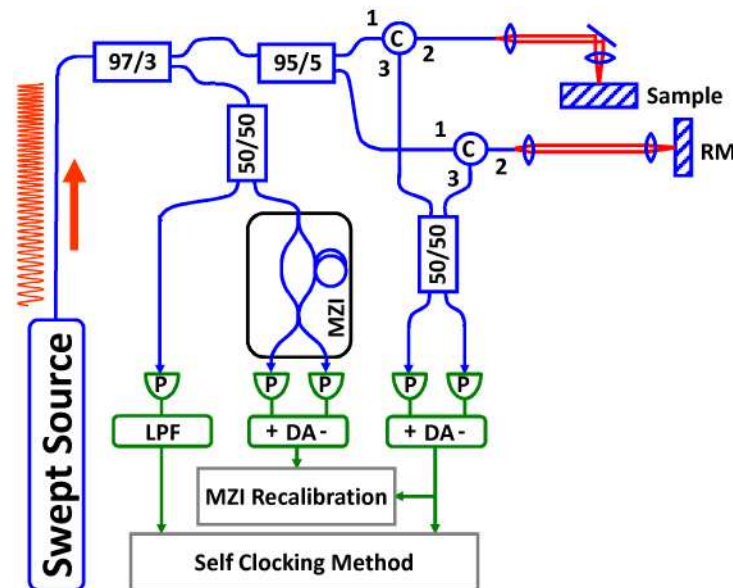 1
97/3
95/5
C
2
3
Sample
1
50/50
C
2
RM
3
50/50
MZI
Swept Source
P
P
P
P
P
LPF
+ DA -
+ DA -
MZI Recalibration
Self Clocking Method